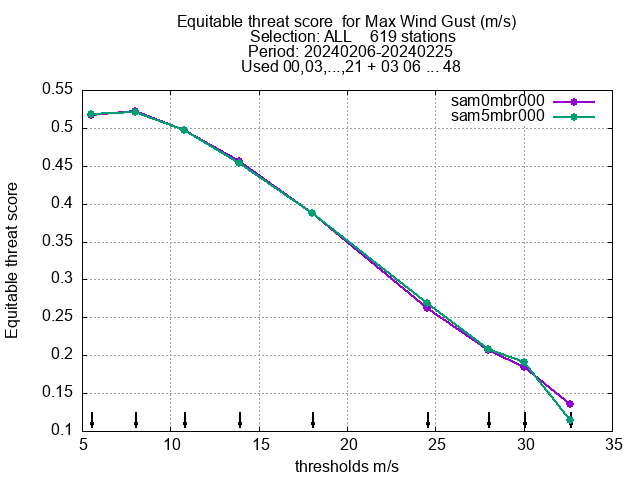 Equitable threat score  for Max Wind Gust (m/s)
Selection: ALL    619 stations
Period: 20240206-20240225
Used 00,03,...,21 + 03 06 ... 48
sam0mbr000
sam5mbr000
Equitable threat score
0.55
0.5
0.45
0.4
0.35
0.3
0.25
0.2
0.15
0.1
5 10 15 20 25 30 35
thresholds m/s